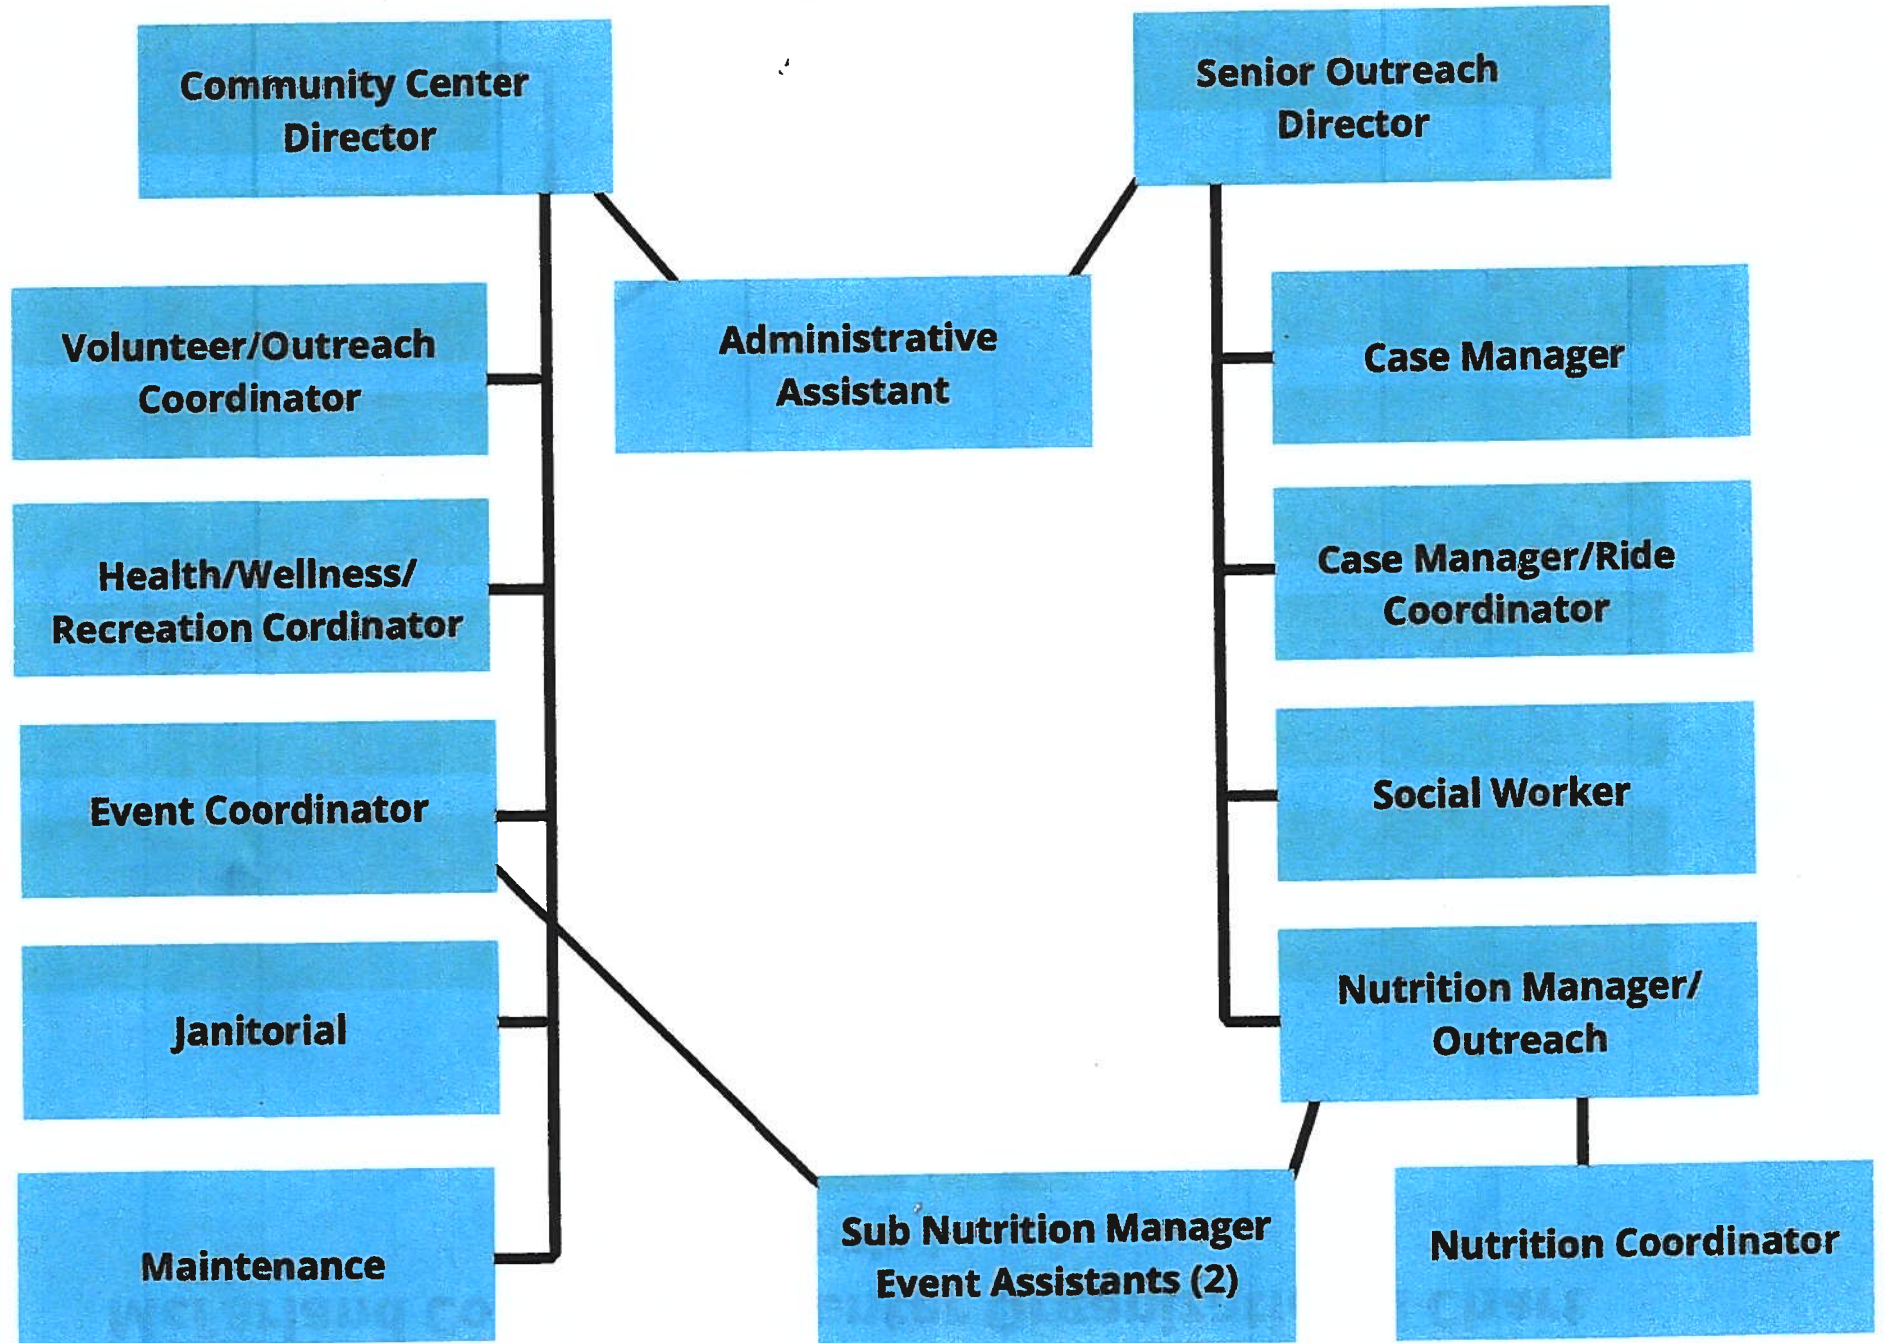 Community Center
Director
Senior Outreach
Director
Administrative
Assistant
Volunteer/Outreach
Coordinator
Health/Wellness/
Recreation Cordinator
Event Coordinator
Janitorial
Maintenance
Case Manager
Case Manager/Ride
Coordinator
Social Worker
Nutrition Manager/
Outreach
Sub Nutrition Manager
Event Assistants (2)
Nutrition Coordinator